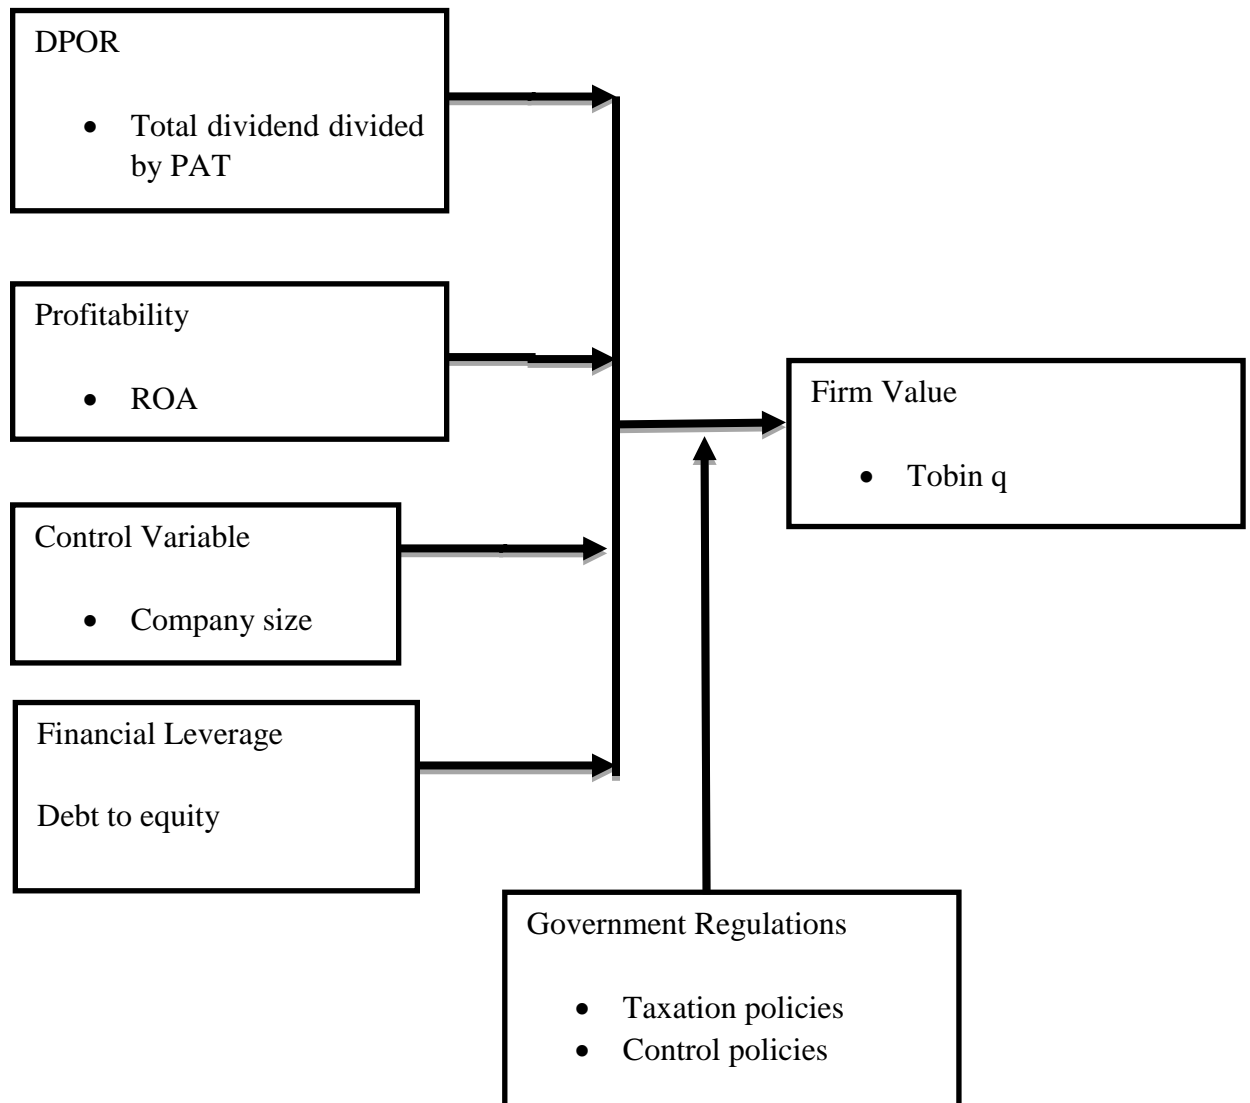 DPOR
• Total dividend divided
by PAT
Profitability
• ROA
Firm Value
• Tobin q
Control Variable
• Company size
Financial Leverage
Debt to equity
Government Regulations
• Taxation policies
• Control policies